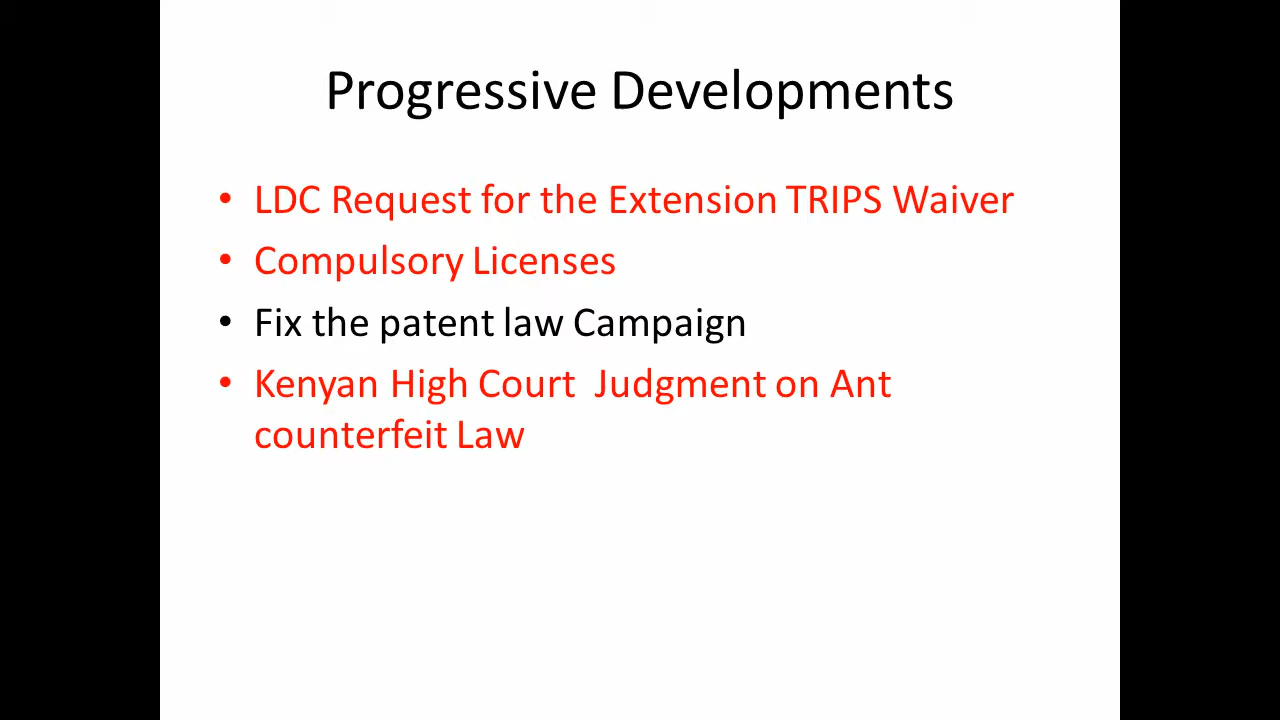 Progressive Developments
• LDC Request for the Extension TRIPS Waiver
• Compulsory Licenses
• Fix the patent law Campaign
• Kenyan High Court  Judgment on Ant
counterfeit Law